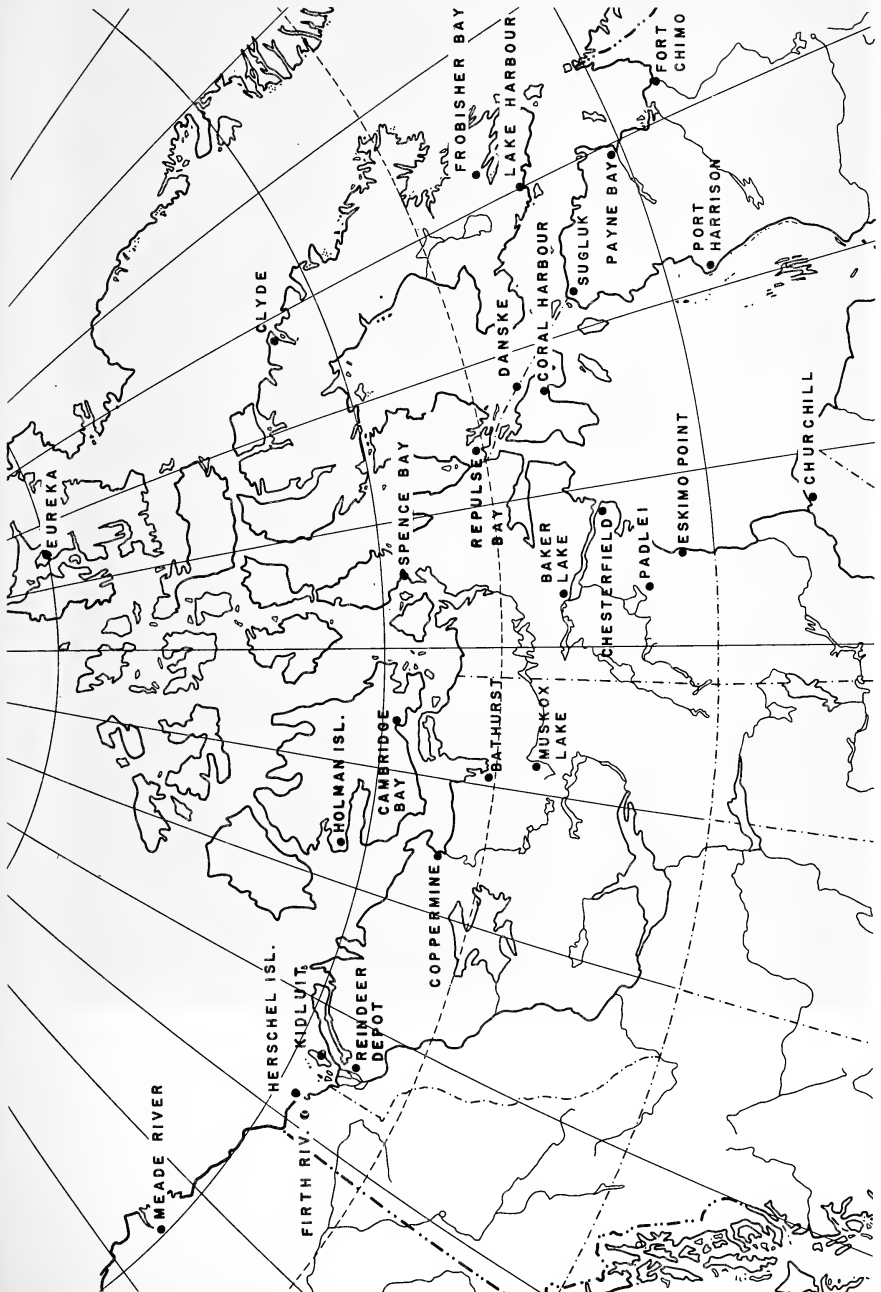 MEADE RIVER
HERSCHEL ISL.
KIDLUIT
FIRTH RIV.
REINDEER
DEPOT
COPPERMINE
HOLMAN ISL.
CAMBRIDGE
BAY
BATHURST
MUSKOX
LAKE
EUREKA
SPENCE BAY
REPULSE
BAY
BAKER
LAKE
CHESTERFIELD
PADLEI
ESKIMO POINT
CHURCHILL
CLYDE
DANSKE
CORAL HARBOUR
SUGLUK
PAYNE BAY
PORT
HARRISON
FROBISHER BAY
LAKE HARBOUR
FORT
CHIMO